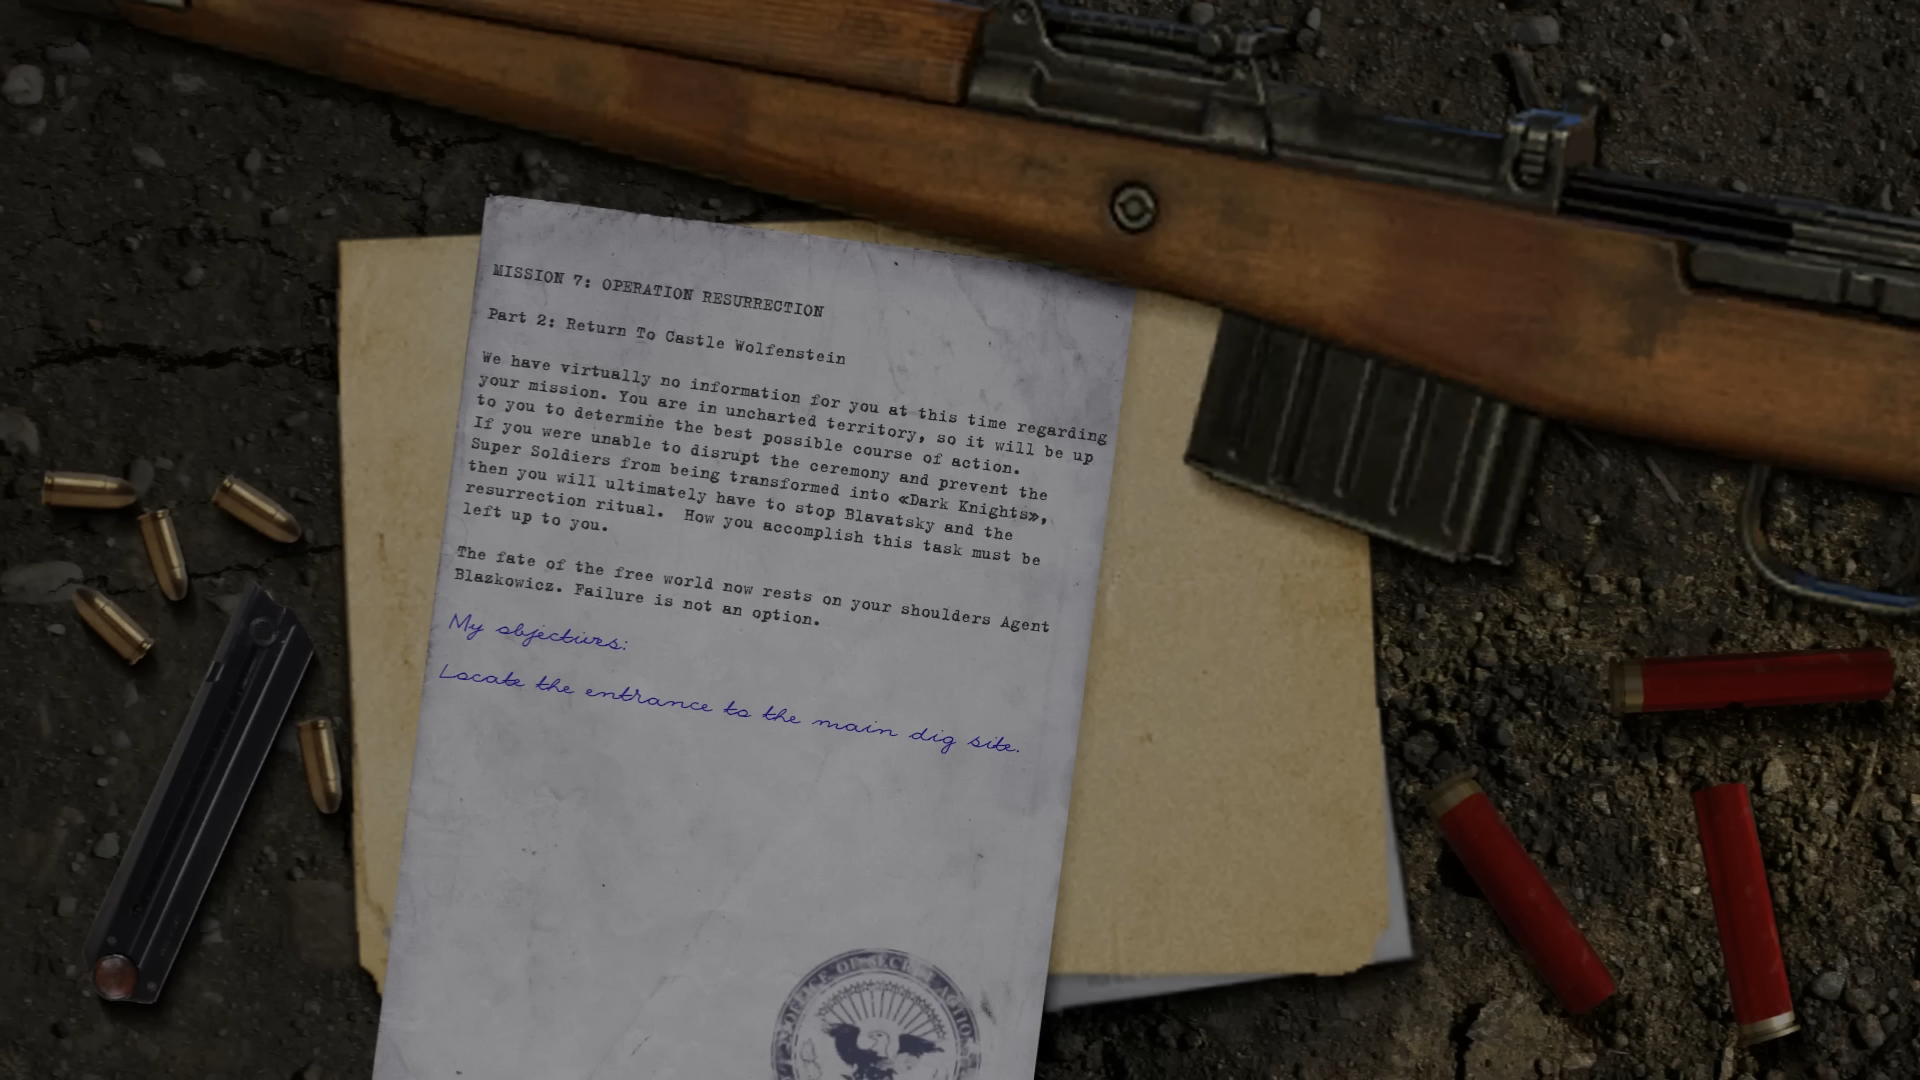 MISSION 7: OPERATION RESURRECTION
Part 2: Return To Castle Wolfenstein
We have virtually no information for you at this time regarding
your mission. You are in uncharted territory, so it will be up
to you to determine the best possible course of action.
If you were unable to disrupt the ceremony and prevent the
Super Soldiers from being transformed into «Dark Knights»,
then you will ultimately have to stop Blavatsky and the
resurrection ritual.  How you accomplish this task must be
left up to you.
The fate of the free world now rests on your shoulders Agent
Blazkowicz. Failure is not an option.
My objectives:
Locate the entrance to the main dig site.
OFFICE OF SECRET ACTIONS